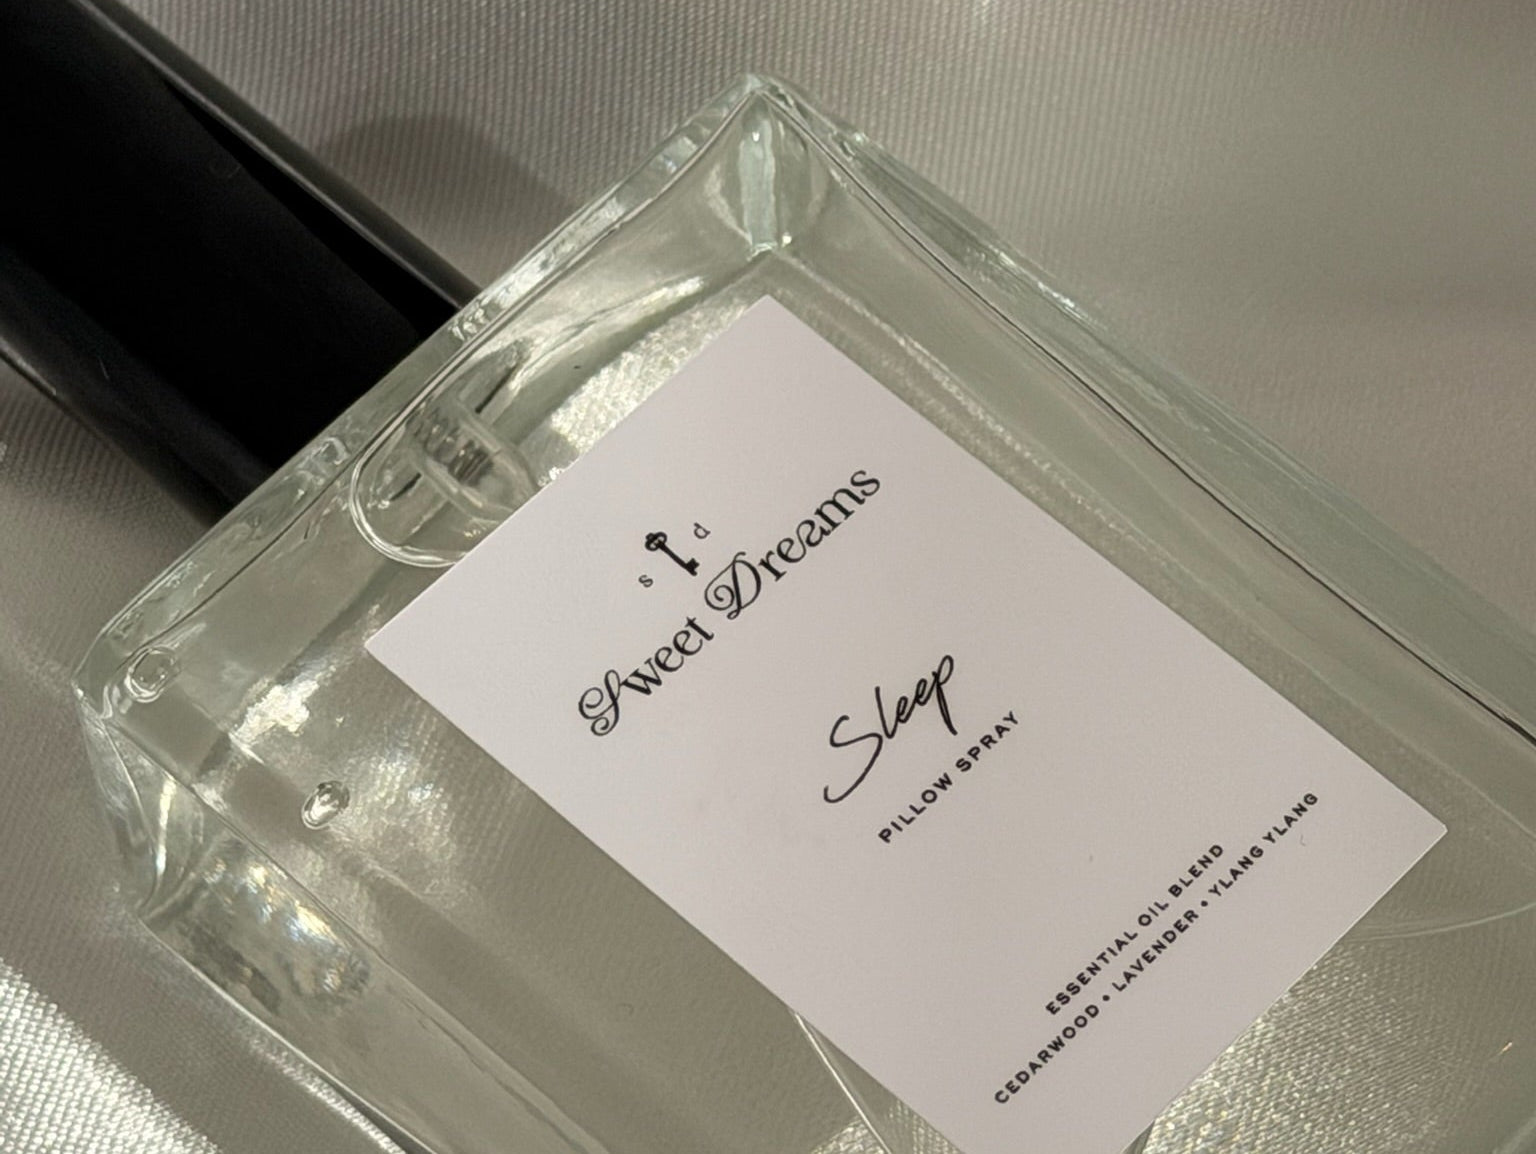 s d
Sweet Dreams
Sleep
PILLOW SPRAY
ESSENTIAL OIL BLEND
CEDARWOOD • LAVENDER • YLANG YLANG